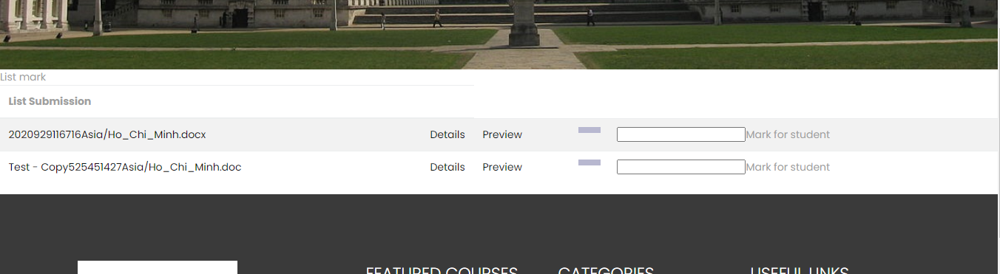 List mark
List Submission
2020929116716Asia/Ho_Chi_Minh.docx Details Preview Mark for student
Test - Copy525451427Asia/Ho_Chi_Minh.doc Details Preview Mark for student
FEATURED COURSES CATEGORIES USEFUL LINKS